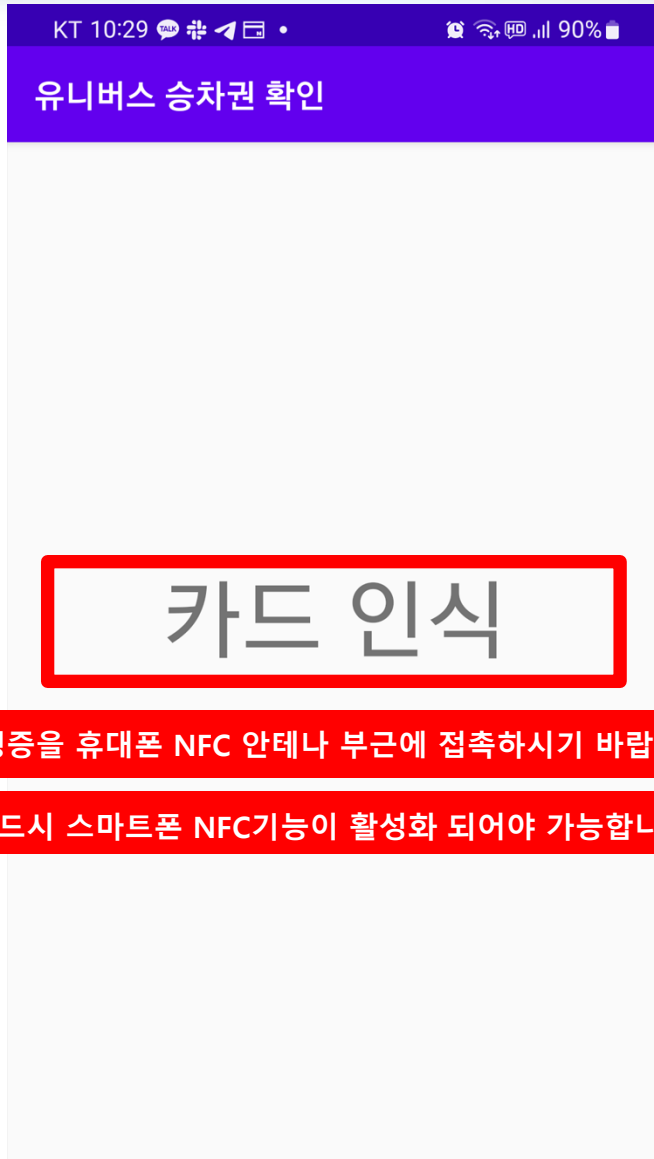 KT 10:29 TALK HD 90%
유니버스 승차권 확인
카드 인식
증을 휴대폰 NFC 안테나 부근에 접촉하시기 바랍
드시 스마트폰 NFC기능이 활성화 되어야 가능합니